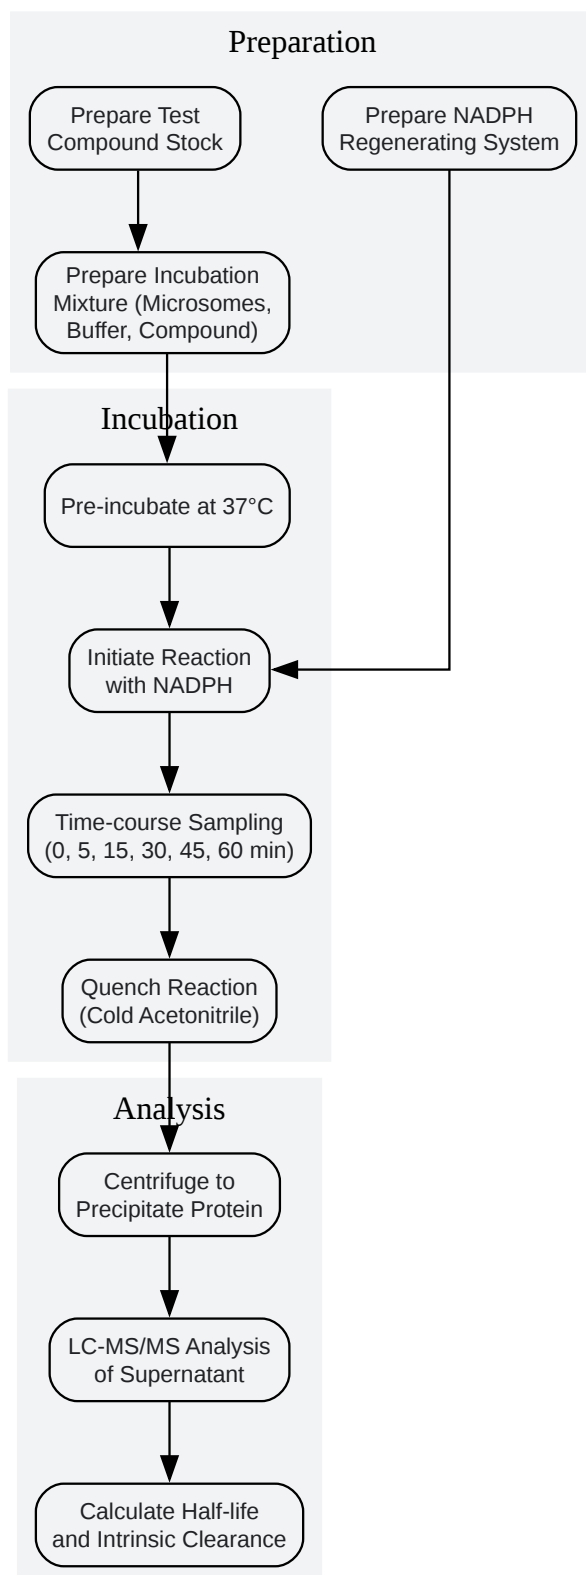 Preparation
Prepare Test
Compound Stock
Prepare NADPH
Regenerating System
Prepare Incubation
Mixture (Microsomes,
Buffer, Compound)
Incubation
Pre-incubate at 37°C
Initiate Reaction
with NADPH
Time-course Sampling
(0, 5, 15, 30, 45, 60 min)
Quench Reaction
(Cold Acetonitrile)
Analysis
Centrifuge to
Precipitate Protein
LC-MS/MS Analysis
of Supernatant
Calculate Half-life
and Intrinsic Clearance